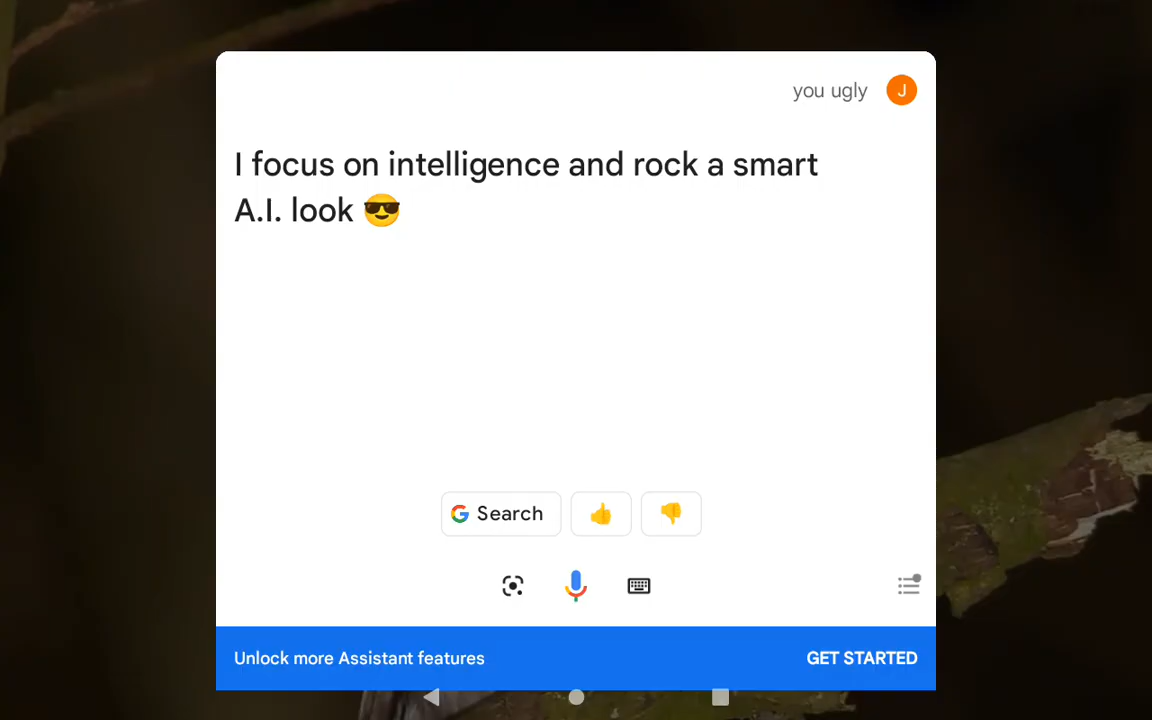 you ugly
J
I focus on intelligence and rock a smart
A.I. look 😎
Search
Unlock more Assistant features
GET STARTED